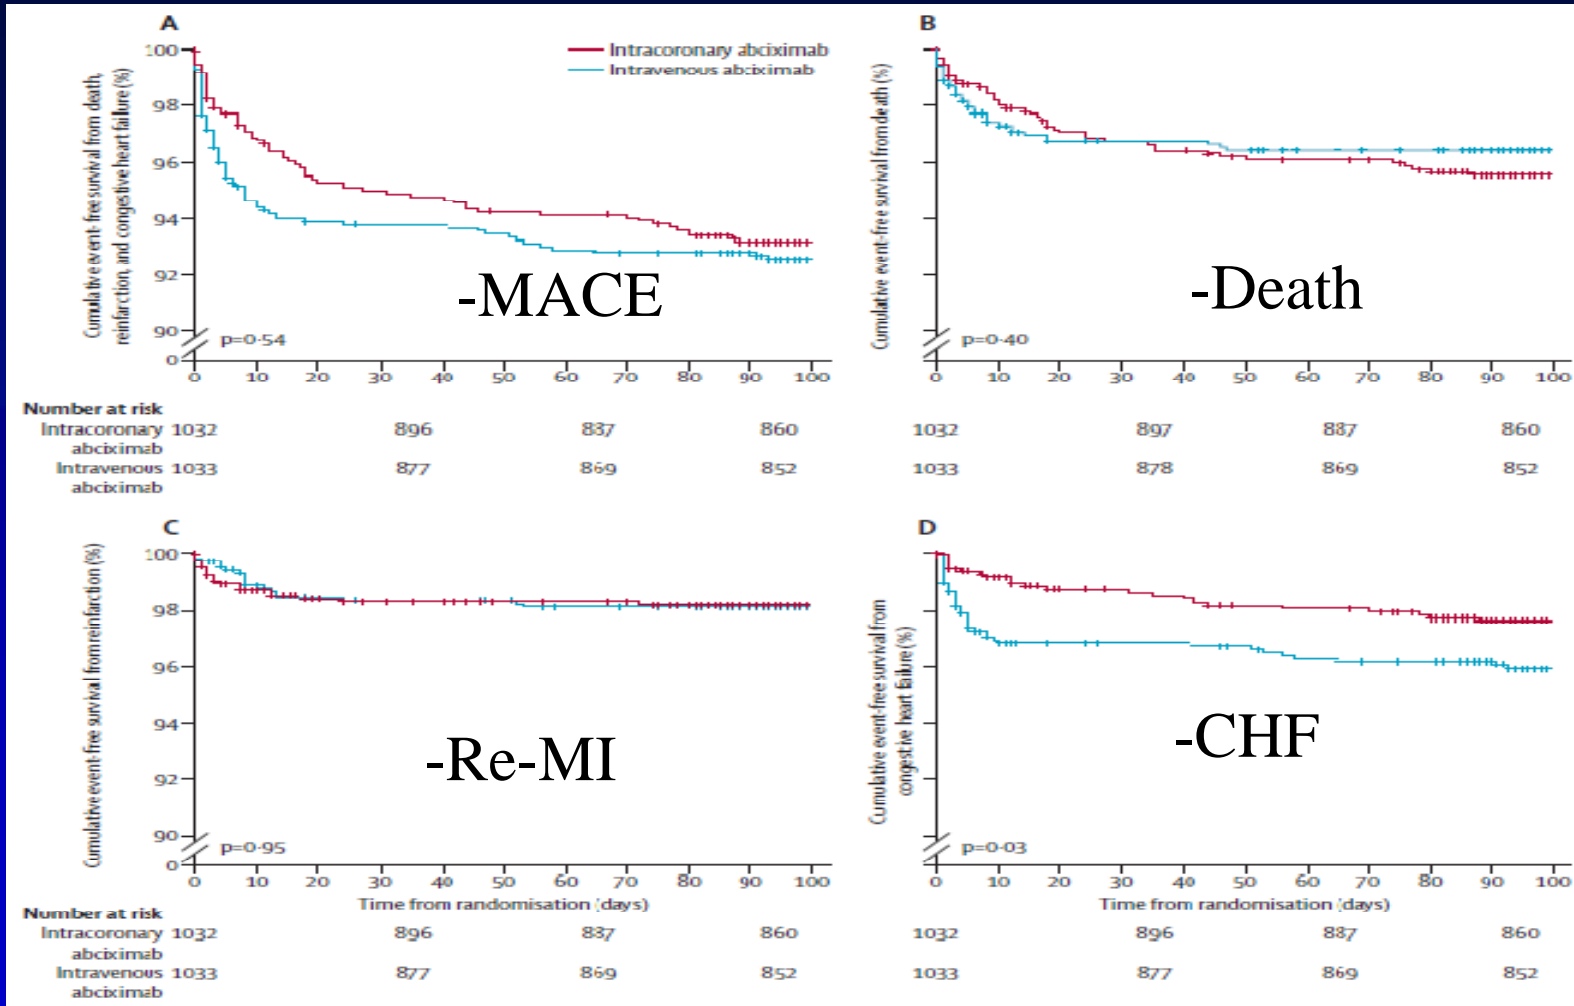 A
Cumulative event-free survival from death,
reinfarction, and congestive heart failure (%)
100
98
96
94
92
90
0
Intracoronary abciximab
Intravenous abciximab
-MACE
p=0·54
0 10 20 30 40 50 60 70 80 90 100
Number at risk
Intracoronary 1032 896 887 860
abciximab
Intravenous 1033 877 869 852
abciximab
B
Cumulative event-free survival from death (%)
-Death
p=0·40
0 10 20 30 40 50 60 70 80 90 100
1032 897 887 860
1033 878 869 852
C
Cumulative event-free survival from reinfarction (%)
100
98
96
94
92
90
0
-Re-MI
p=0·95
0 10 20 30 40 50 60 70 80 90 100
Time from randomisation (days)
Number at risk
Intracoronary 1032 896 887 860
abciximab
Intravenous 1033 877 869 852
abciximab
D
Cumulative event-free survival from
congestive heart failure (%)
-CHF
p=0·03
0 10 20 30 40 50 60 70 80 90 100
Time from randomisation (days)
1032 896 887 860
1033 877 869 852